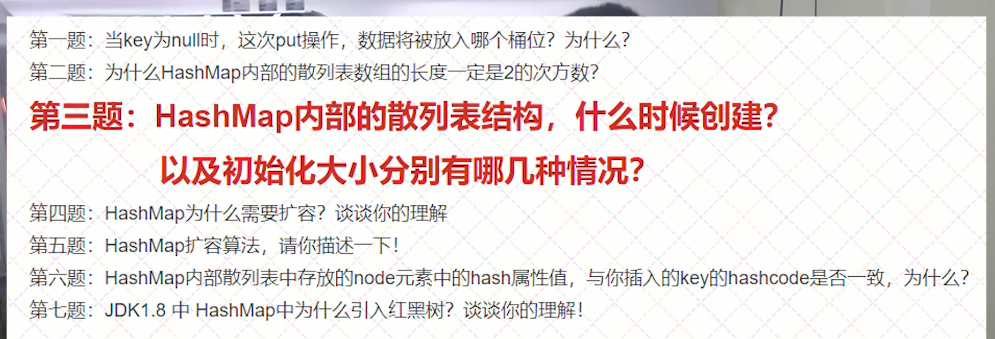 第一题：当key为null时，这次put操作，数据将被放入哪个桶位？为什么？
第二题：为什么HashMap内部的散列表数组的长度一定是2的次方数？
第三题：HashMap内部的散列表结构，什么时候创建？
以及初始化大小分别有哪几种情况？
第四题：HashMap为什么需要扩容？谈谈你的理解
第五题：HashMap扩容算法，请你描述一下！
第六题：HashMap内部散列表中存放的node元素中的hash属性值，与你插入的key的hashcode是否一致，为什么？
第七题：JDK1.8 中 HashMap中为什么引入红黑树？谈谈你的理解！